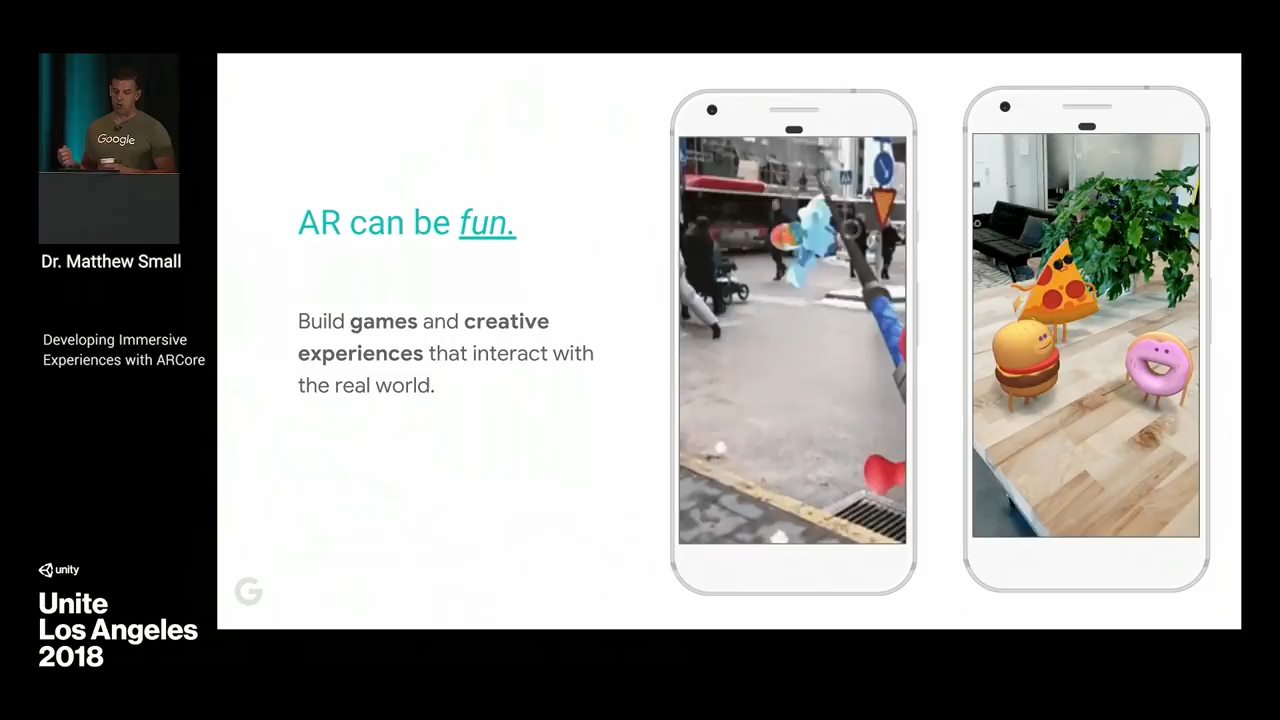 Google
Dr. Matthew Small
Developing Immersive
Experiences with ARCore
unity
Unite
Los Angeles
2018
AR can be fun.
Build games and creative
experiences that interact with
the real world.
G